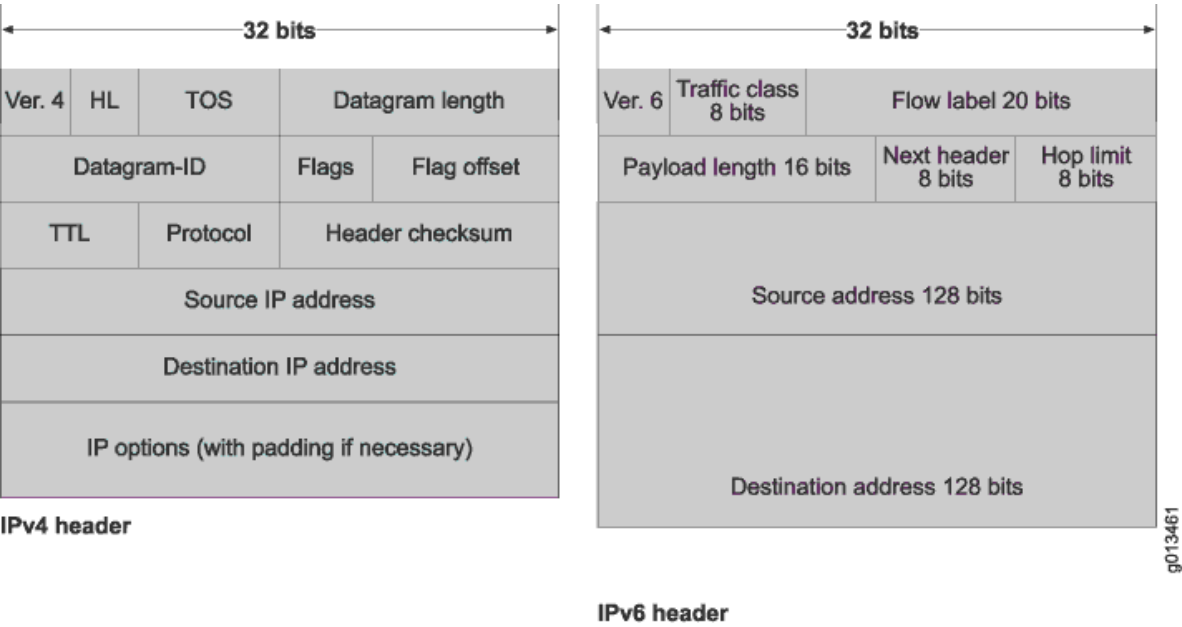 32 bits
Ver. 4 HL TOS Datagram length
Datagram-ID Flags Flag offset
TTL Protocol Header checksum
Source IP address
Destination IP address
IP options (with padding if necessary)
IPv4 header
32 bits
Ver. 6 Traffic class
8 bits Flow label 20 bits
Payload length 16 bits Next header
8 bits Hop limit
8 bits
Source address 128 bits
Destination address 128 bits
g013461
IPv6 header